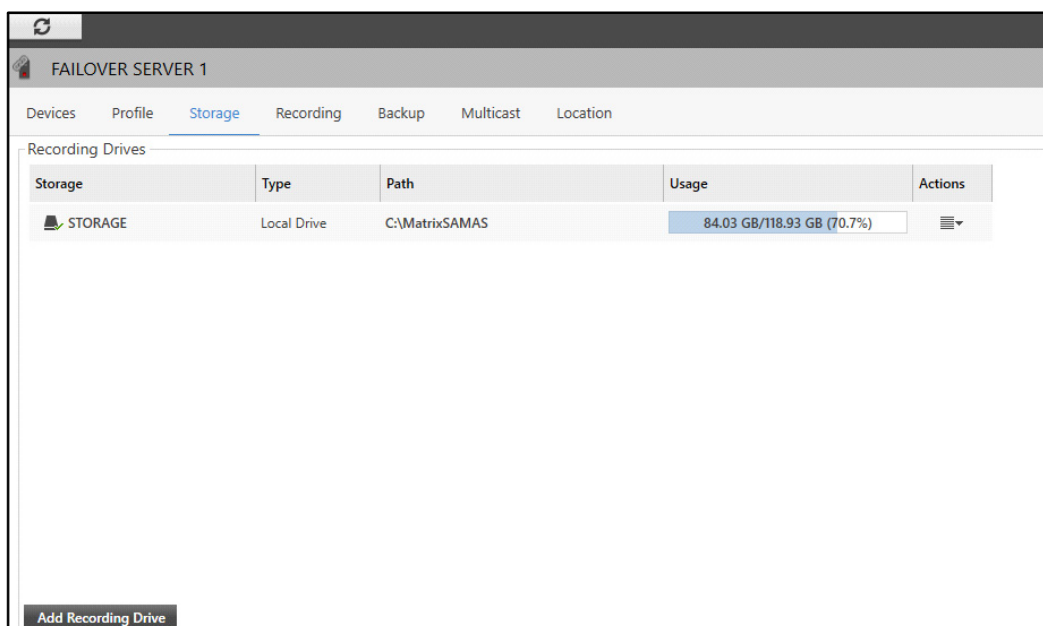 FAILOVER SERVER 1
Devices Profile Storage Recording Backup Multicast Location
Recording Drives
Storage Type Path Usage Actions
STORAGE Local Drive C:\MatrixSAMAS 84.03 GB/118.93 GB (70.7%)
Add Recording Drive